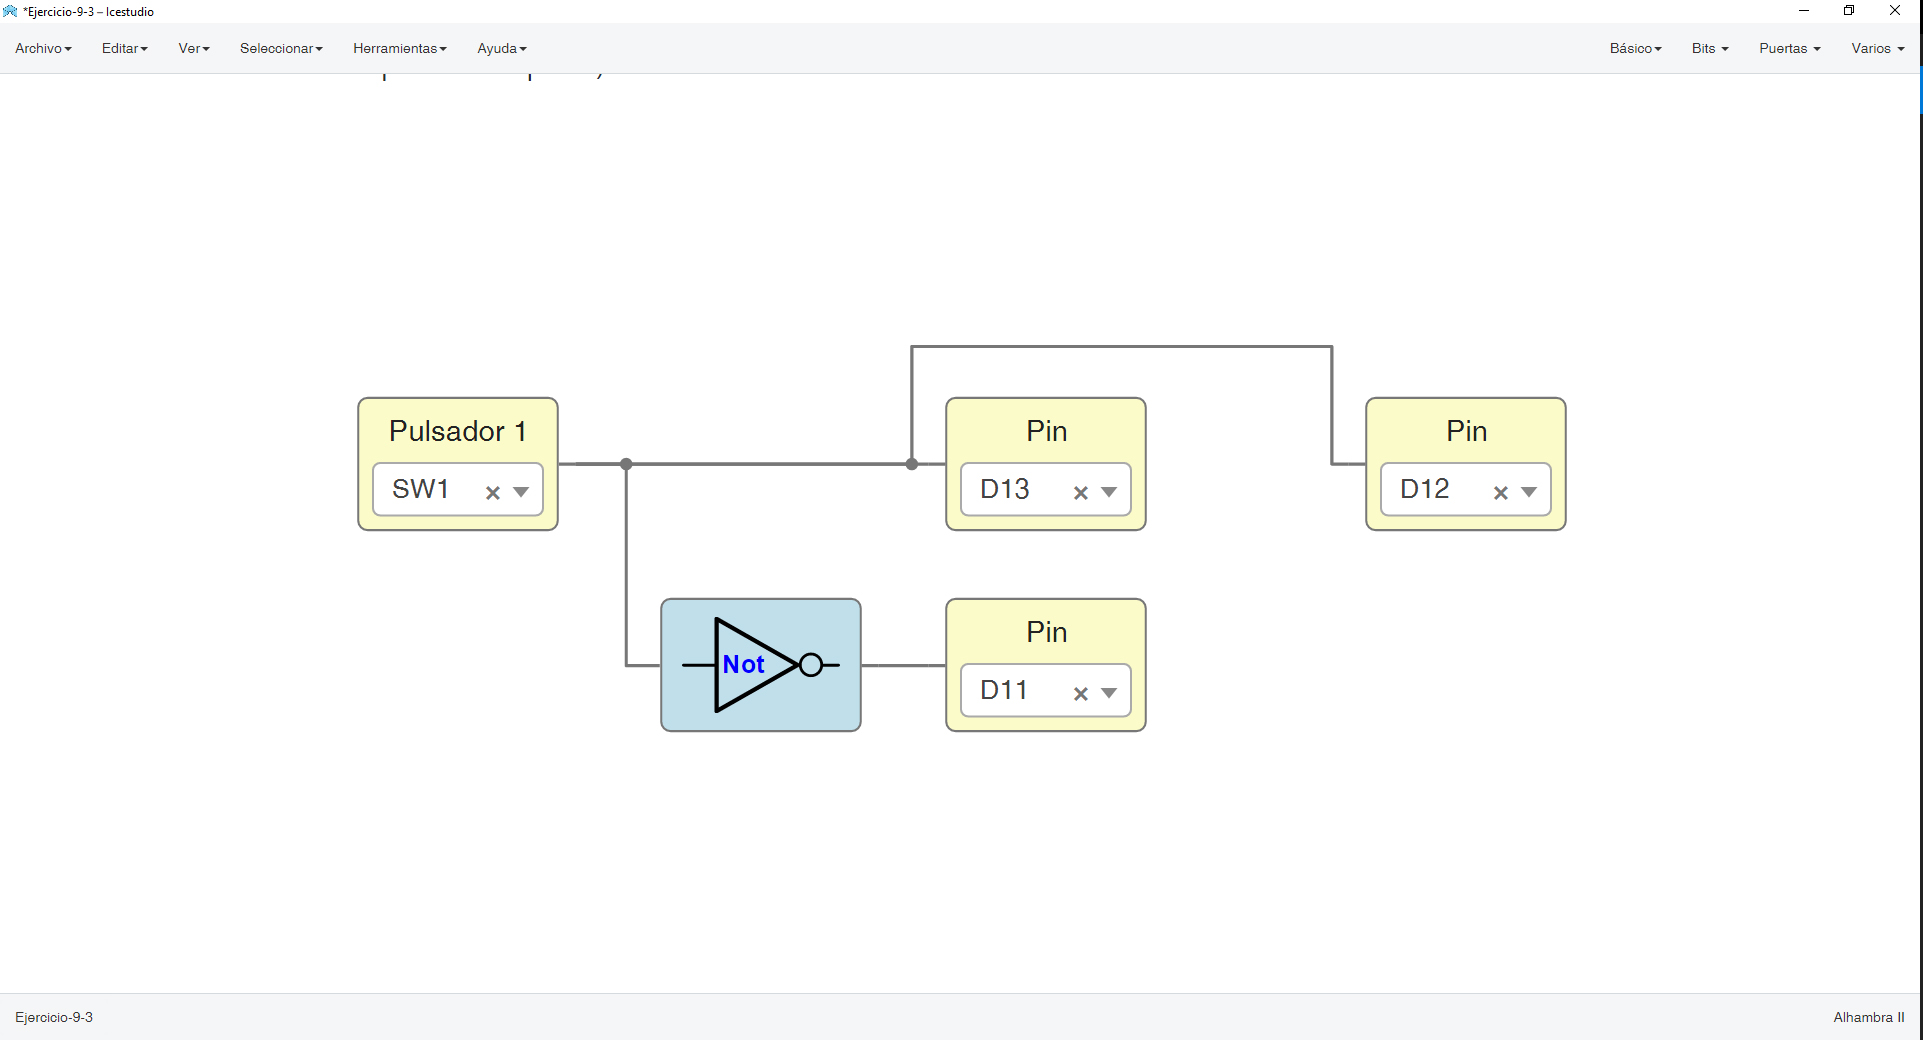 *Ejercicio-9-3 – Icestudio
Archivo Editar Ver Seleccionar Herramientas Ayuda Básico Bits Puertas Varios
Pulsador 1 Pin Pin
SW1 D13 D12
Pin
Not
D11
Ejercicio-9-3 Alhambra II